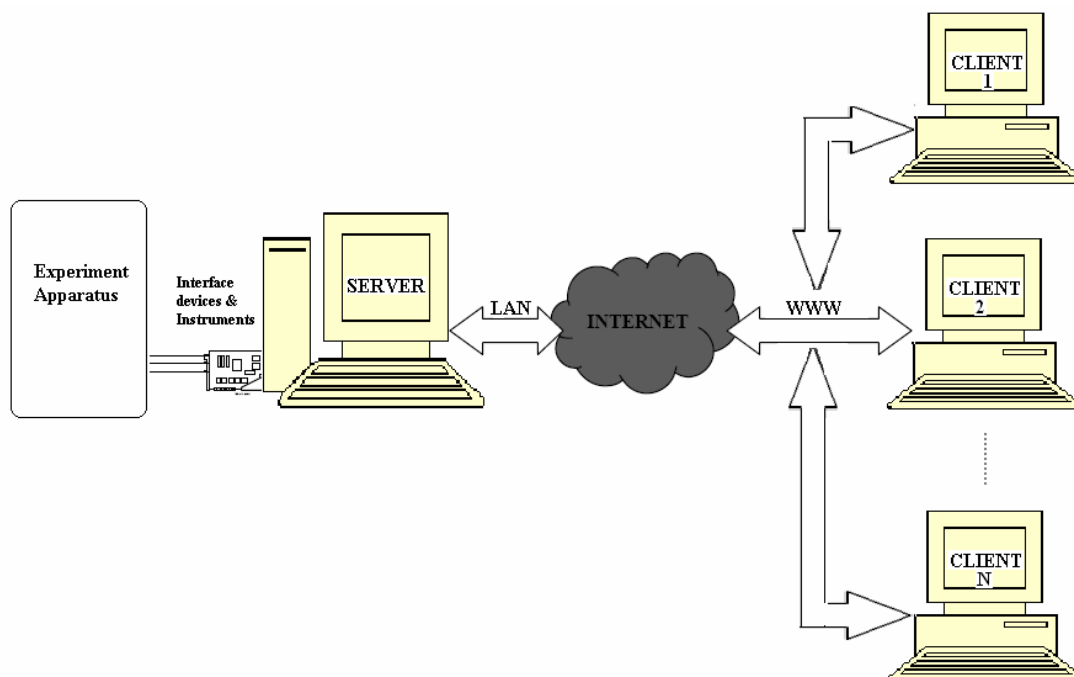 Experiment
Apparatus
Interface
devices &
Instruments
SERVER
LAN
INTERNET
WWW
CLIENT
1
CLIENT
2
CLIENT
N